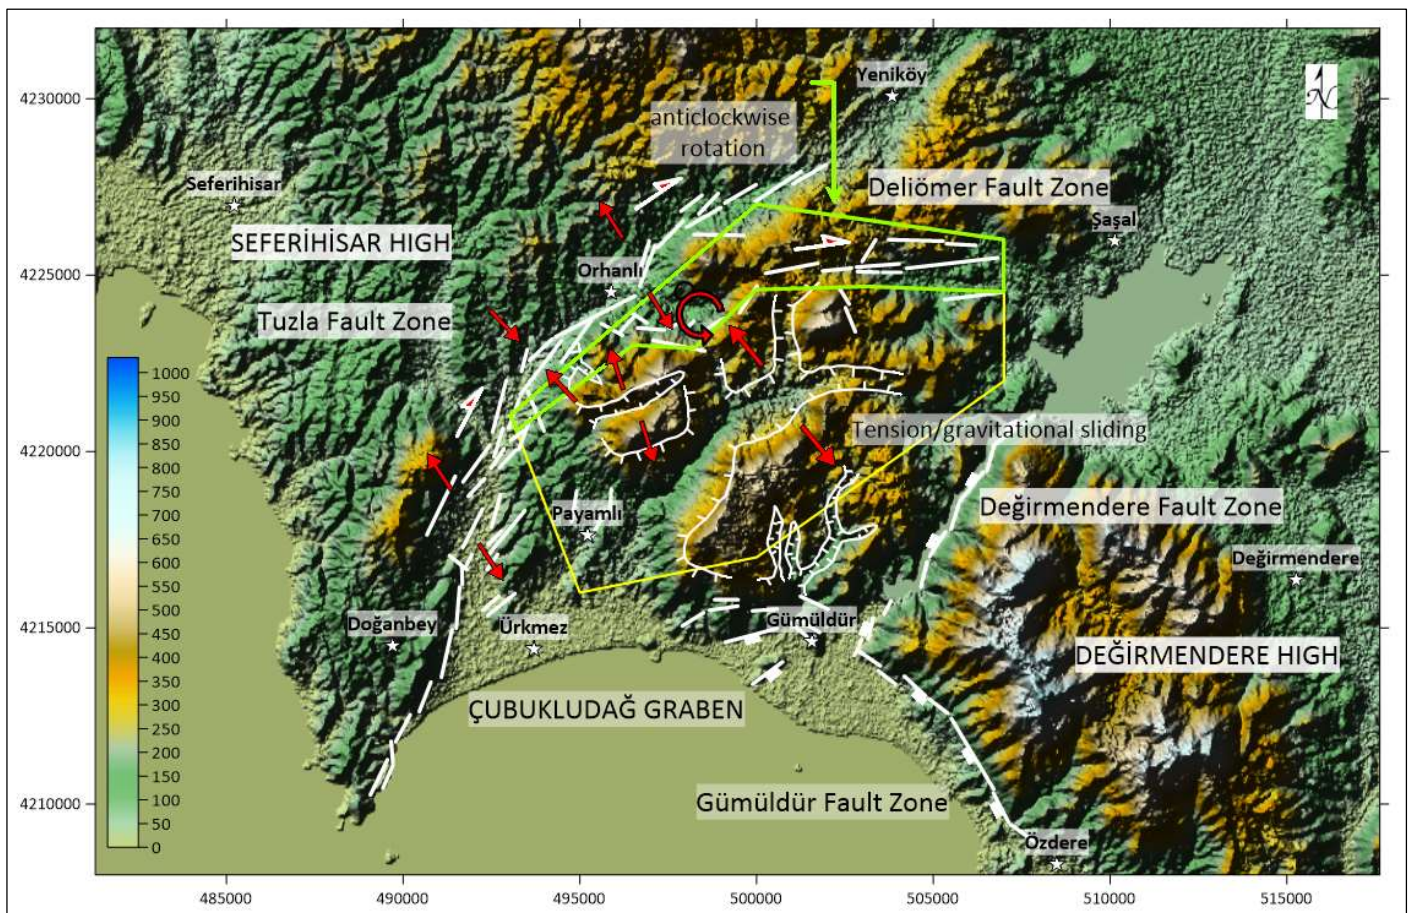 4230000
4225000
4220000
4215000
4210000
Yeniköy
N
anticlockwise
rotation
Deliömer Fault Zone
Seferihisar
Şaşal
SEFERİHİSAR HIGH
Orhanlı
Tuzla Fault Zone
1000
950
900
850
800
750
700
650
600
550
500
450
400
350
300
250
200
150
100
50
0
Tension/gravitational sliding
Değirmendere Fault Zone
Payamlı
Değirmendere
Doğanbey
Ürkmez
Gümüldür
DEĞİRMENDERE HIGH
ÇUBUKLUDAĞ GRABEN
Gümüldür Fault Zone
Özdere
485000
490000
495000
500000
505000
510000
515000